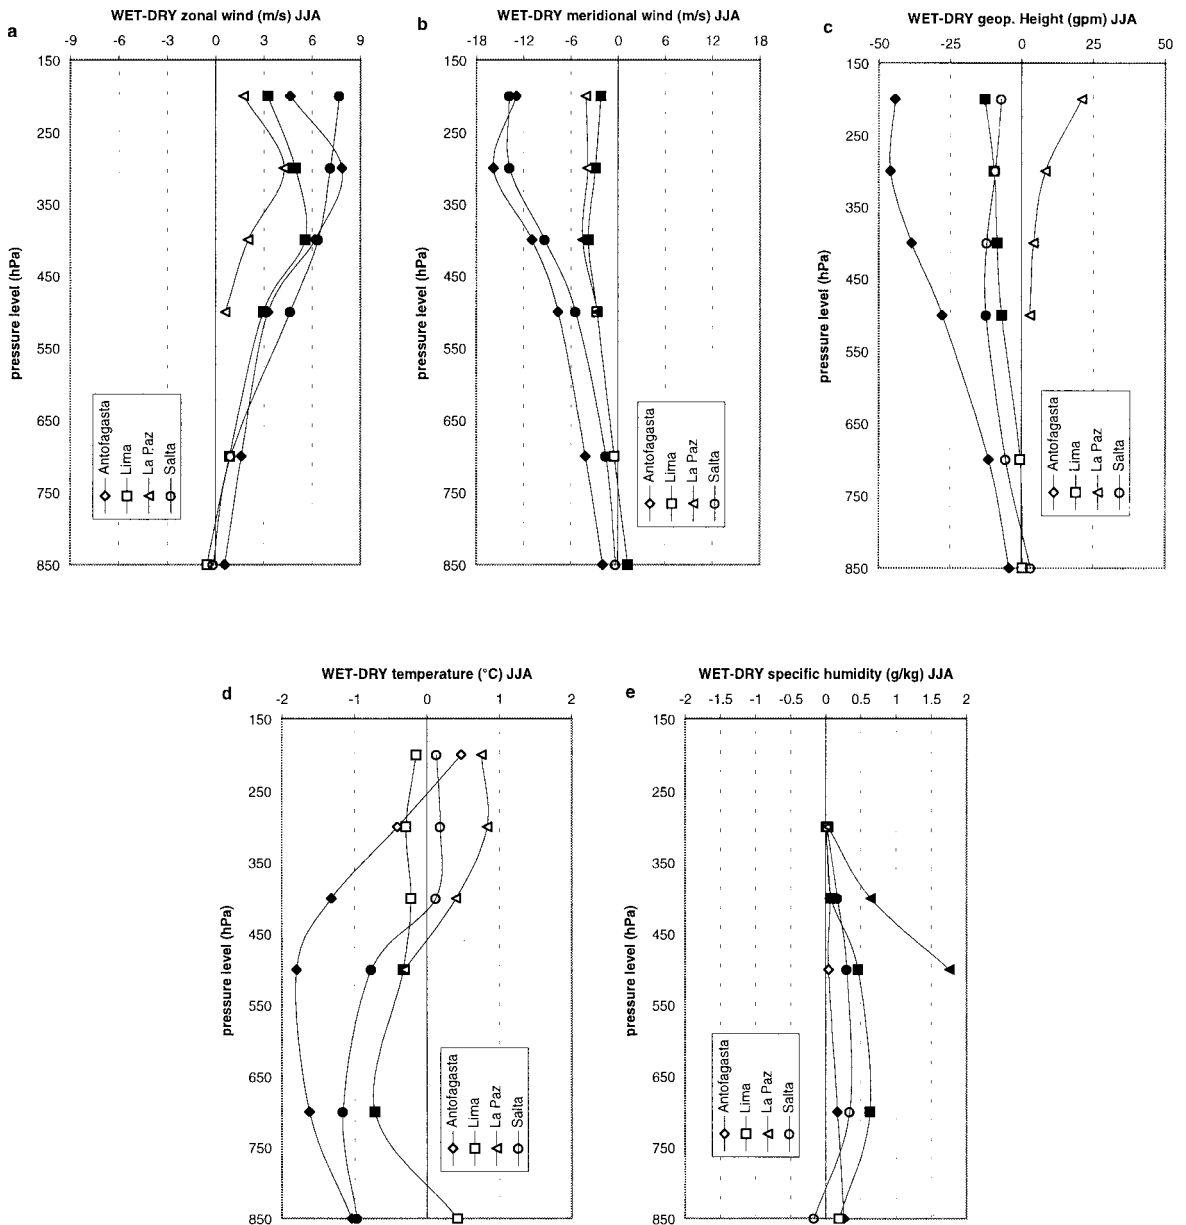 WET-DRY zonal wind (m/s) JJA
a
-9 -6 -3 0 3 6 9
150
250
350
450
550
650
750
850
pressure level (hPa)
Antofagasta
Lima
La Paz
Salta
WET-DRY meridional wind (m/s) JJA
b
-18 -12 -6 0 6 12 18
150
250
350
450
550
650
750
850
pressure level (hPa)
Antofagasta
Lima
La Paz
Salta
WET-DRY geop. Height (gpm) JJA
c
-50 -25 0 25 50
150
250
350
450
550
650
750
850
pressure level (hPa)
Antofagasta
Lima
La Paz
Salta
WET-DRY temperature (°C) JJA
d
-2 -1 0 1 2
150
250
350
450
550
650
750
850
pressure level (hPa)
Antofagasta
Lima
La Paz
Salta
WET-DRY specific humidity (g/kg) JJA
e
-2 -1.5 -1 -0.5 0 0.5 1 1.5 2
150
250
350
450
550
650
750
850
pressure level (hPa)
Antofagasta
Lima
La Paz
Salta